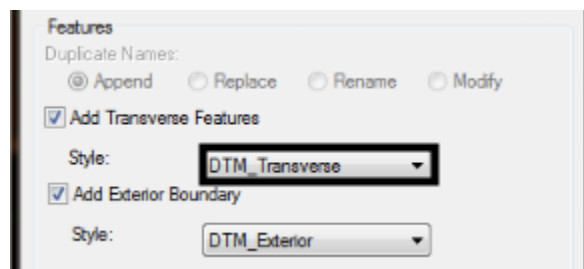 Features
Duplicate Names:
Append Replace Rename Modify
Add Transverse Features
Style: DTM_Transverse
Add Exterior Boundary
Style: DTM_Exterior